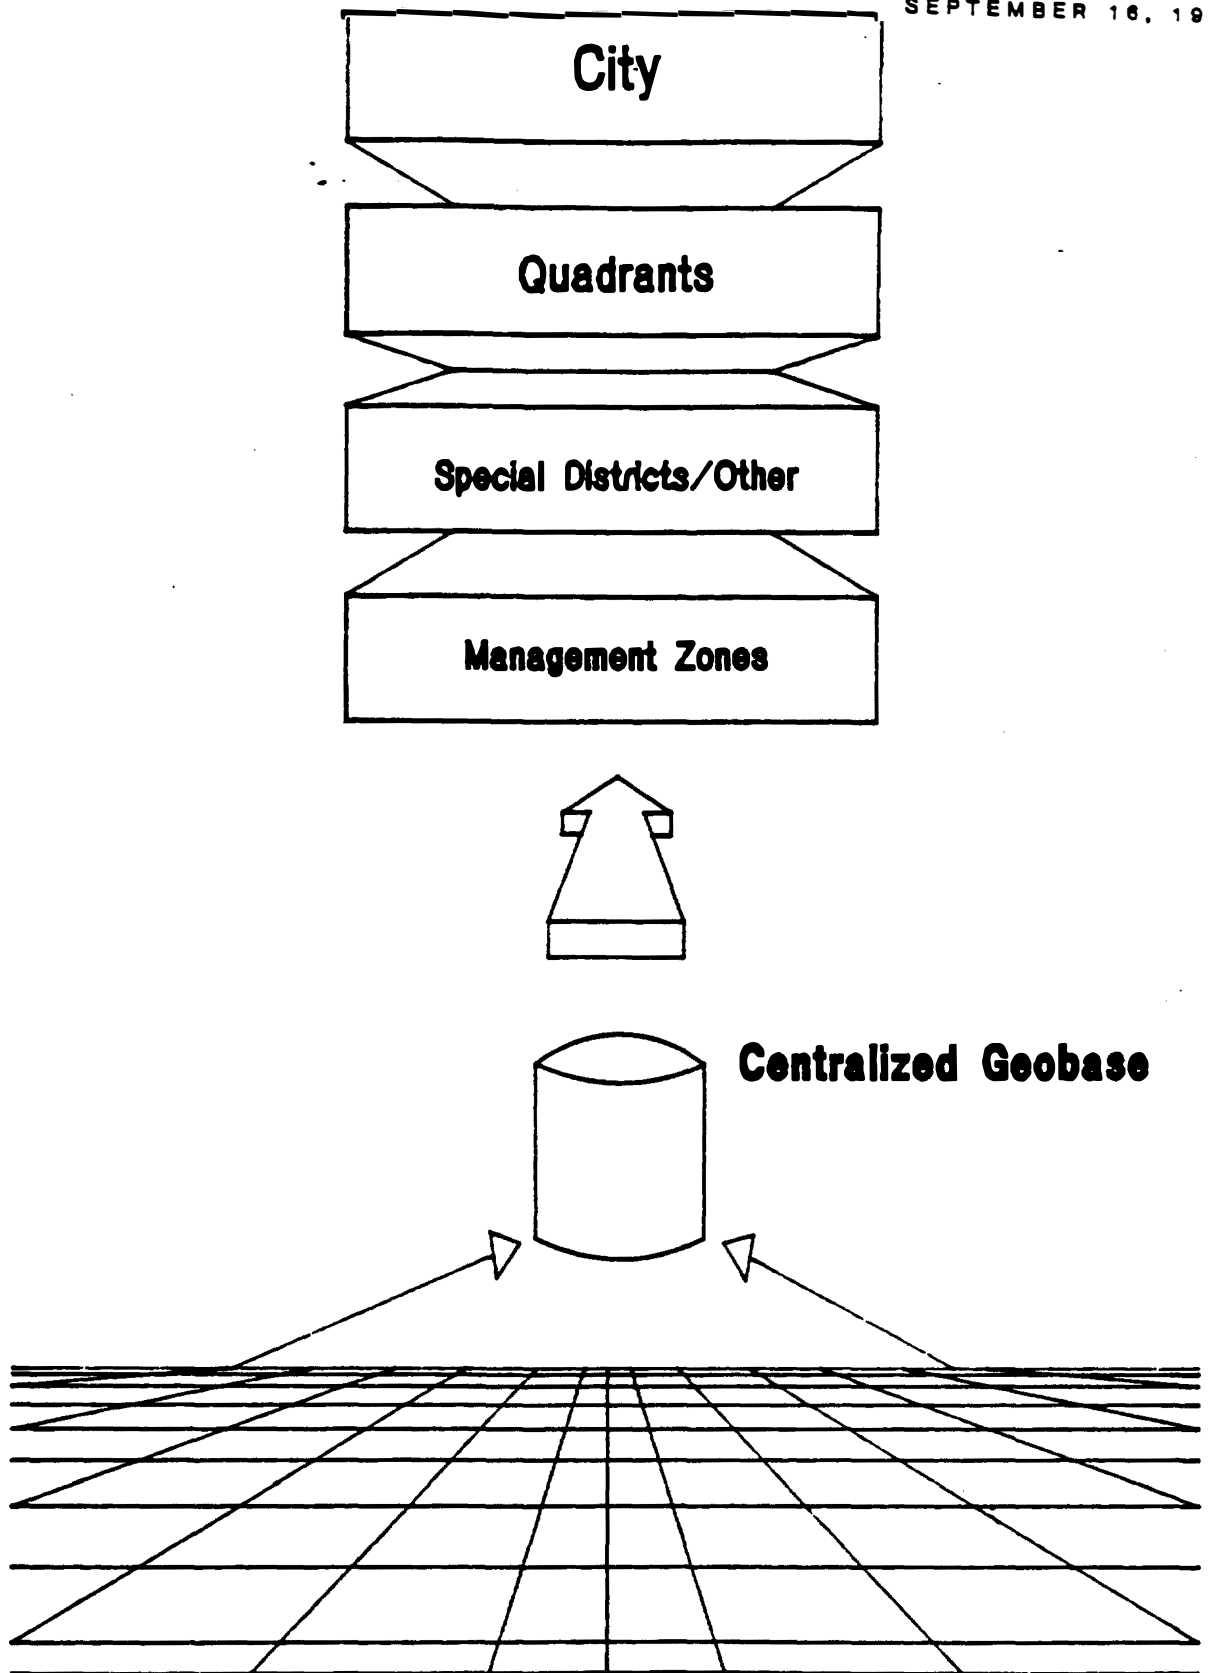 SEPTEMBER 16, 19
City
Quadrants
Special Districts/Other
Management Zones
Centralized Geobase